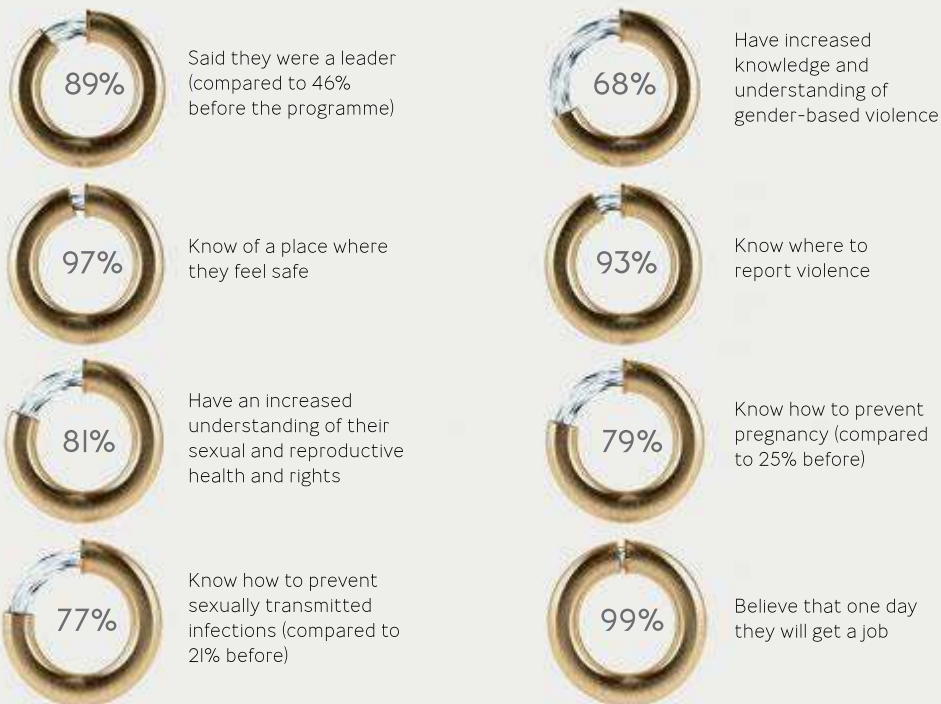 89%
Said they were a leader
(compared to 46%
before the programme)
68%
Have increased
knowledge and
understanding of
gender-based violence
97%
Know of a place where
they feel safe
93%
Know where to
report violence
81%
Have an increased
understanding of their
sexual and reproductive
health and rights
79%
Know how to prevent
pregnancy (compared
to 25% before)
77%
Know how to prevent
sexually transmitted
infections (compared to
21% before)
99%
Believe that one day
they will get a job